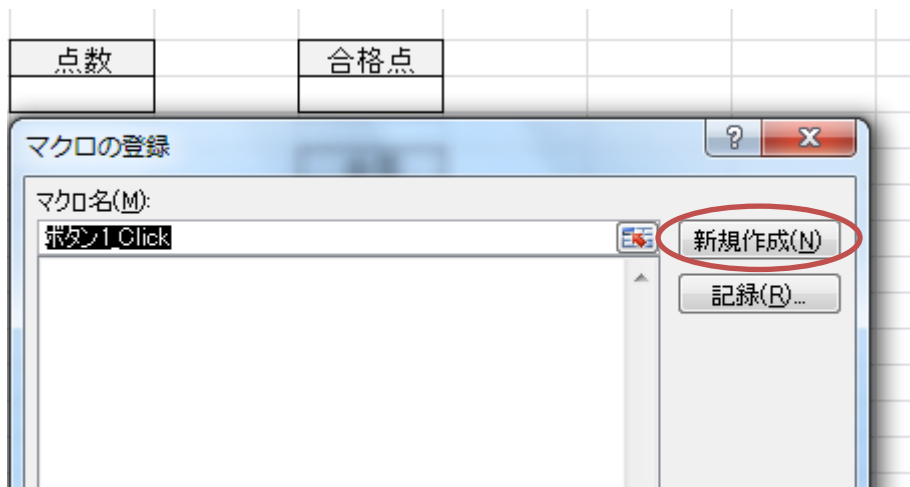 点数 合格点
マクロの登録
マクロ名(M):
ボタン1_Click
新規作成(N)
記録(R)...